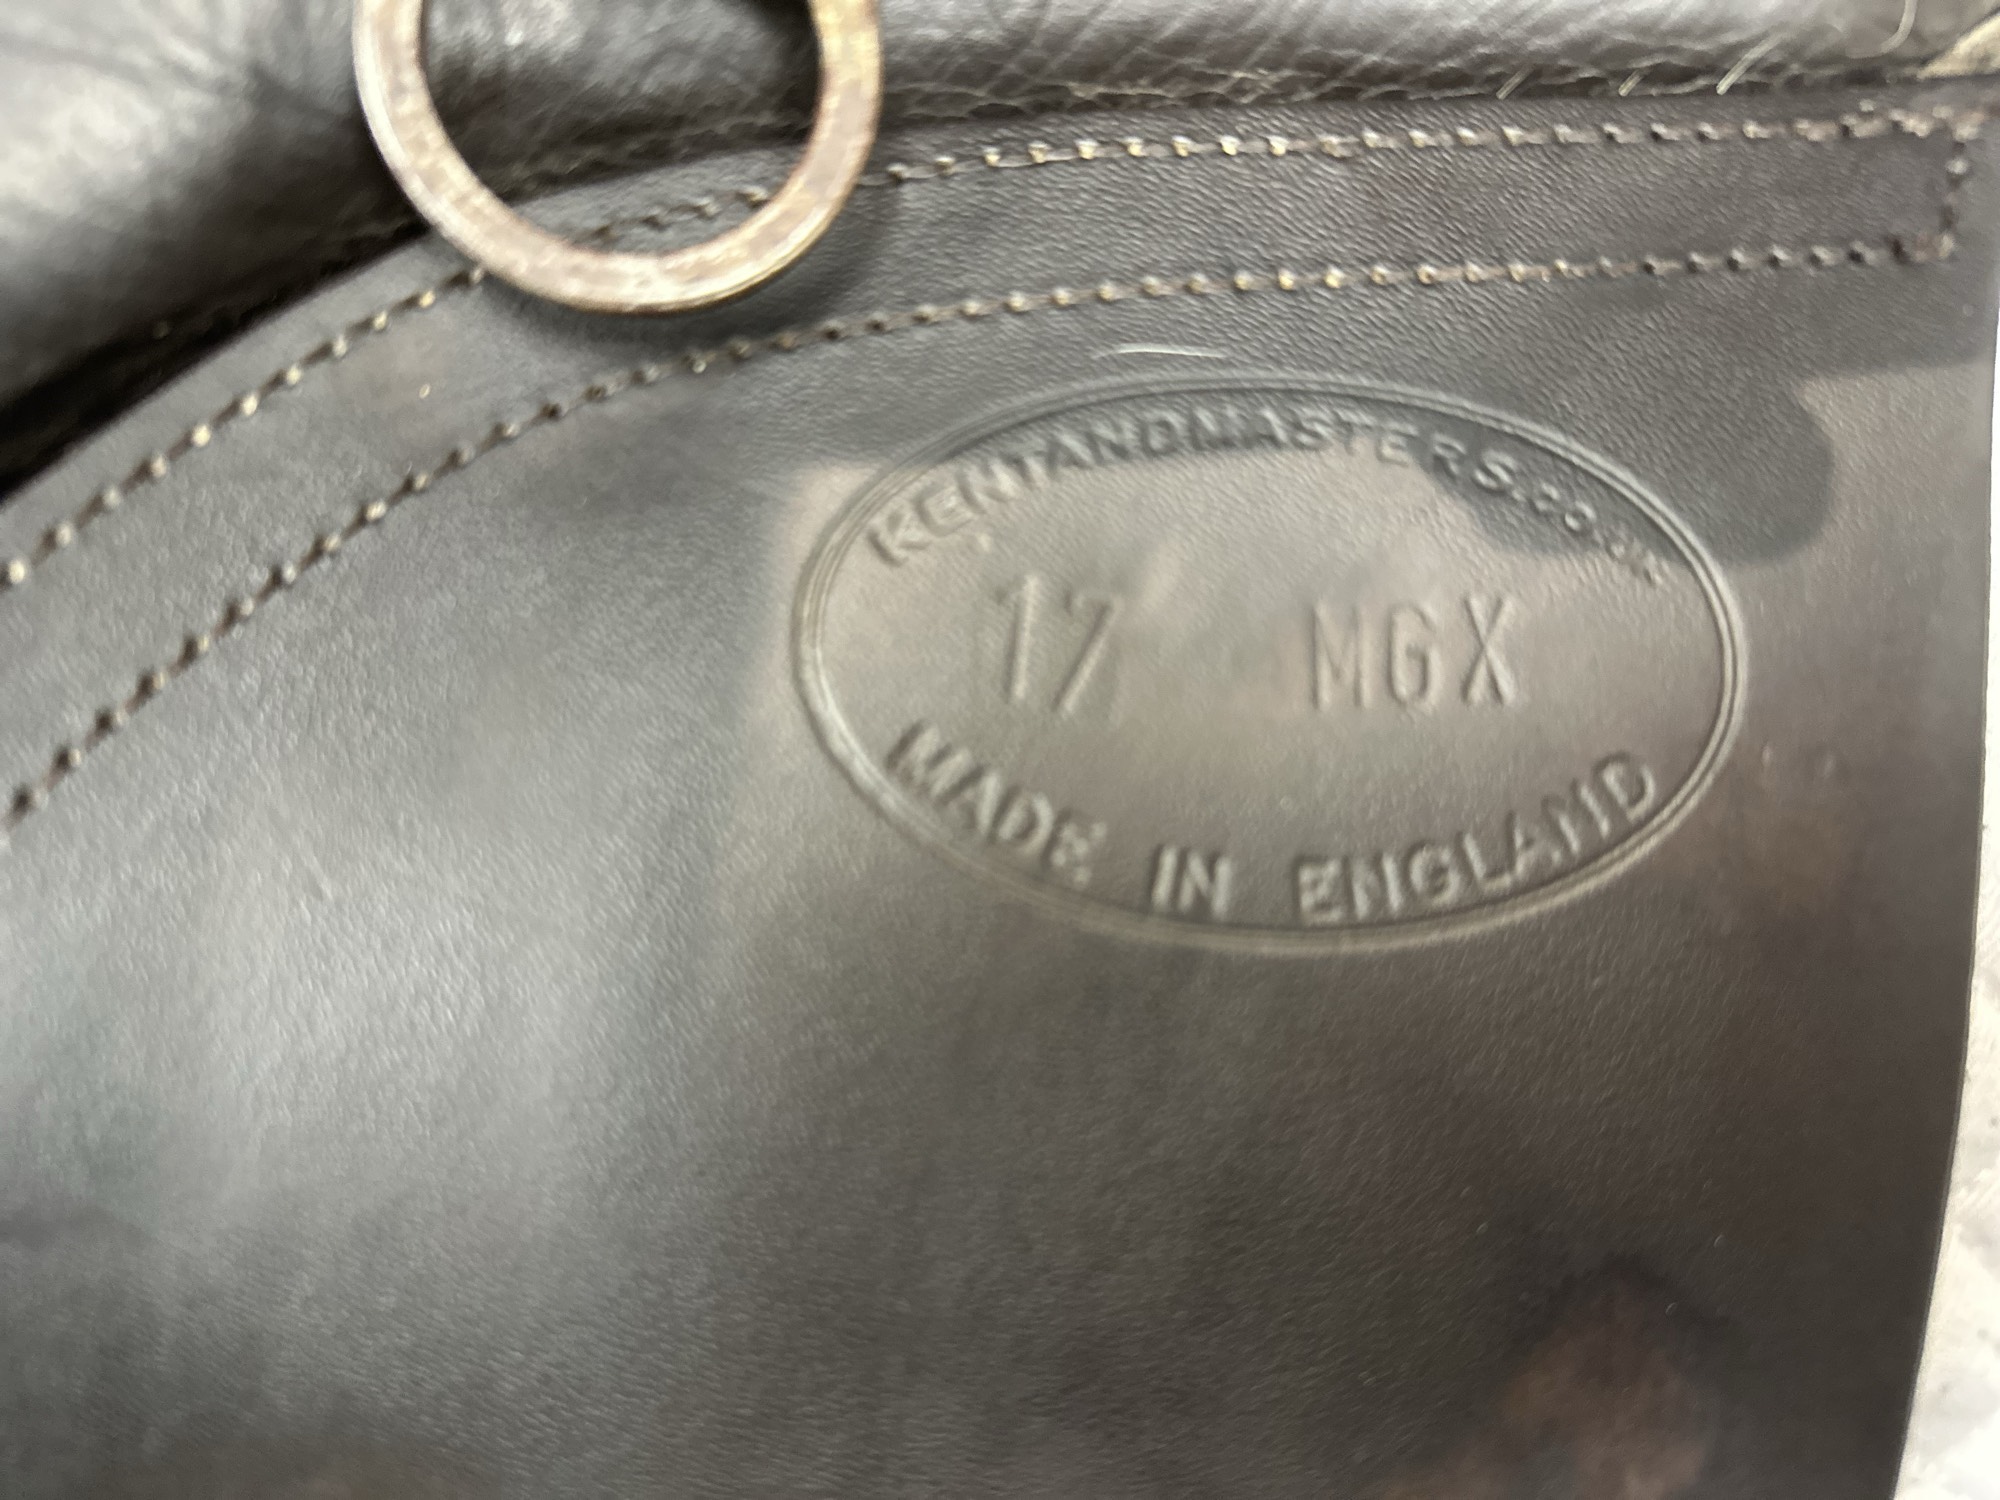 KENTANDMASTERS.co.uk
17 MGX
MADE IN ENGLAND